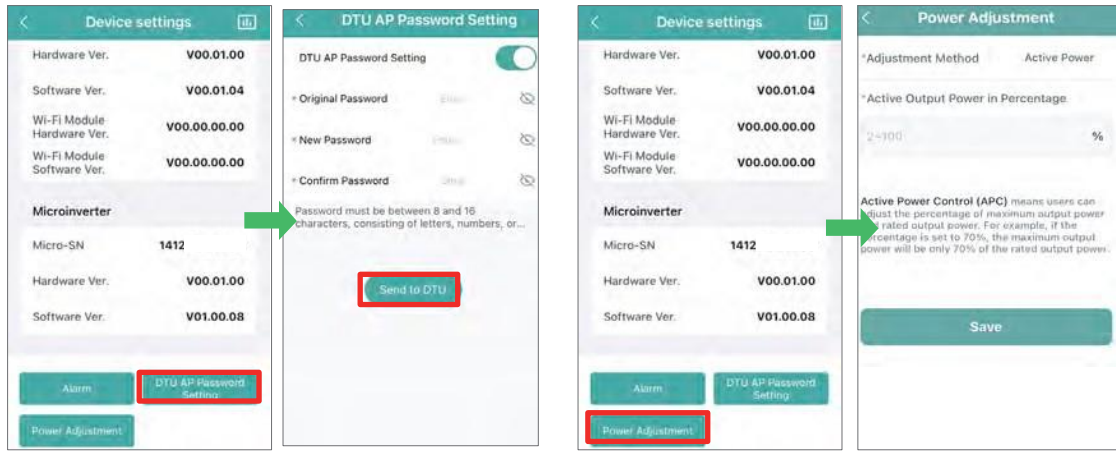 Device settings
Hardware Ver. V00.01.00
Software Ver. V00.01.04
Wi-Fi Module
Hardware Ver. V00.00.00.00
Wi-Fi Module
Software Ver. V00.00.00.00
Microinverter
Micro-SN 1412
Hardware Ver. V00.01.00
Software Ver. V01.00.08
Alarm
DTU AP Password
Setting
Power Adjustment
DTU AP Password Setting
DTU AP Password Setting
* Original Password Enter
* New Password Enter
* Confirm Password Enter
Password must be between 8 and 16
characters, consisting of letters, numbers, or...
Send to DTU
Device settings
Hardware Ver. V00.01.00
Software Ver. V00.01.04
Wi-Fi Module
Hardware Ver. V00.00.00.00
Wi-Fi Module
Software Ver. V00.00.00.00
Microinverter
Micro-SN 1412
Hardware Ver. V00.01.00
Software Ver. V01.00.08
Alarm
DTU AP Password
Setting
Power Adjustment
Power Adjustment
*Adjustment Method Active Power
*Active Output Power in Percentage
2~100 %
Active Power Control (APC) means users can
adjust the percentage of maximum output power
rated output power. For example, if the
percentage is set to 70%, the maximum output
power will be only 70% of the rated output power.
Save